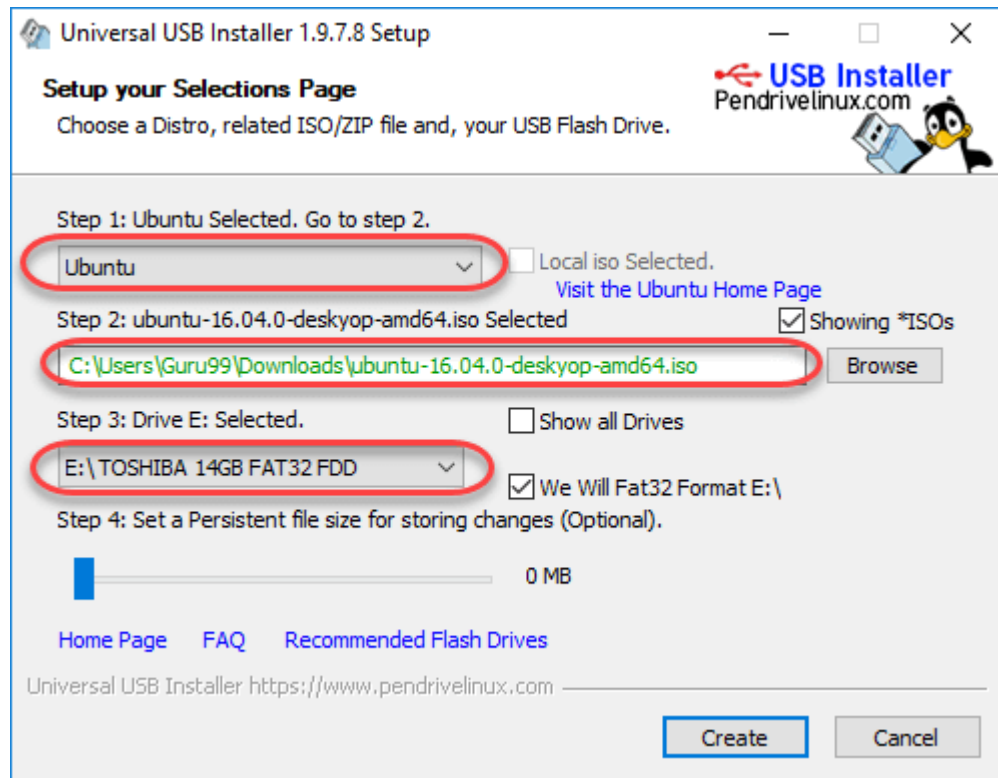 Universal USB Installer 1.9.7.8 Setup
Setup your Selections Page
Choose a Distro, related ISO/ZIP file and, your USB Flash Drive.
USB Installer
Pendrivelinux.com
Step 1: Ubuntu Selected. Go to step 2.
Ubuntu
Local iso Selected.
Visit the Ubuntu Home Page
Step 2: ubuntu-16.04.0-deskyop-amd64.iso Selected
Showing *ISOs
C:\Users\Guru99\Downloads\ubuntu-16.04.0-deskyop-amd64.iso
Browse
Step 3: Drive E: Selected.
Show all Drives
E:\ TOSHIBA 14GB FAT32 FDD
We Will Fat32 Format E:\
Step 4: Set a Persistent file size for storing changes (Optional).
0 MB
Home Page FAQ Recommended Flash Drives
Universal USB Installer https://www.pendrivelinux.com
Create Cancel